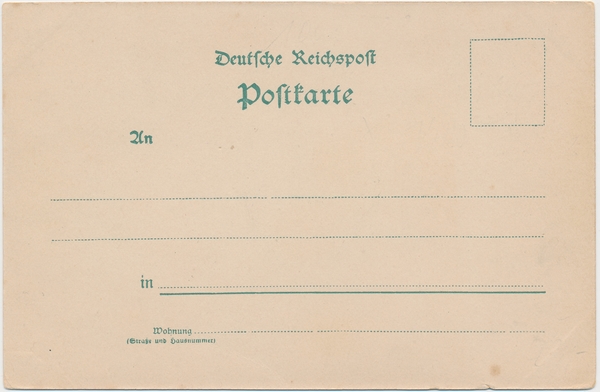 Deutsche Reichspost
Postkarte
An
in
Wohnung
(Straße und Hausnummer)